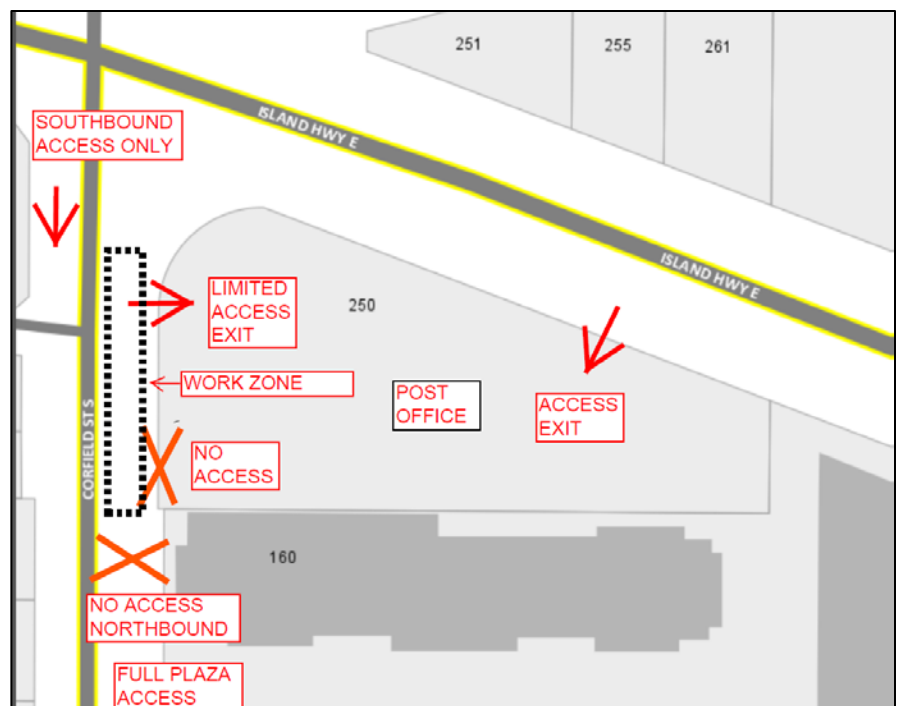 251
255
261
ISLAND HWY E
SOUTHBOUND
ACCESS ONLY
ISLAND HWY E
LIMITED
ACCESS
EXIT
250
WORK ZONE
POST
OFFICE
ACCESS
EXIT
CORFIELD ST S
NO
ACCESS
160
NO ACCESS
NORTHBOUND
FULL PLAZA
ACCESS